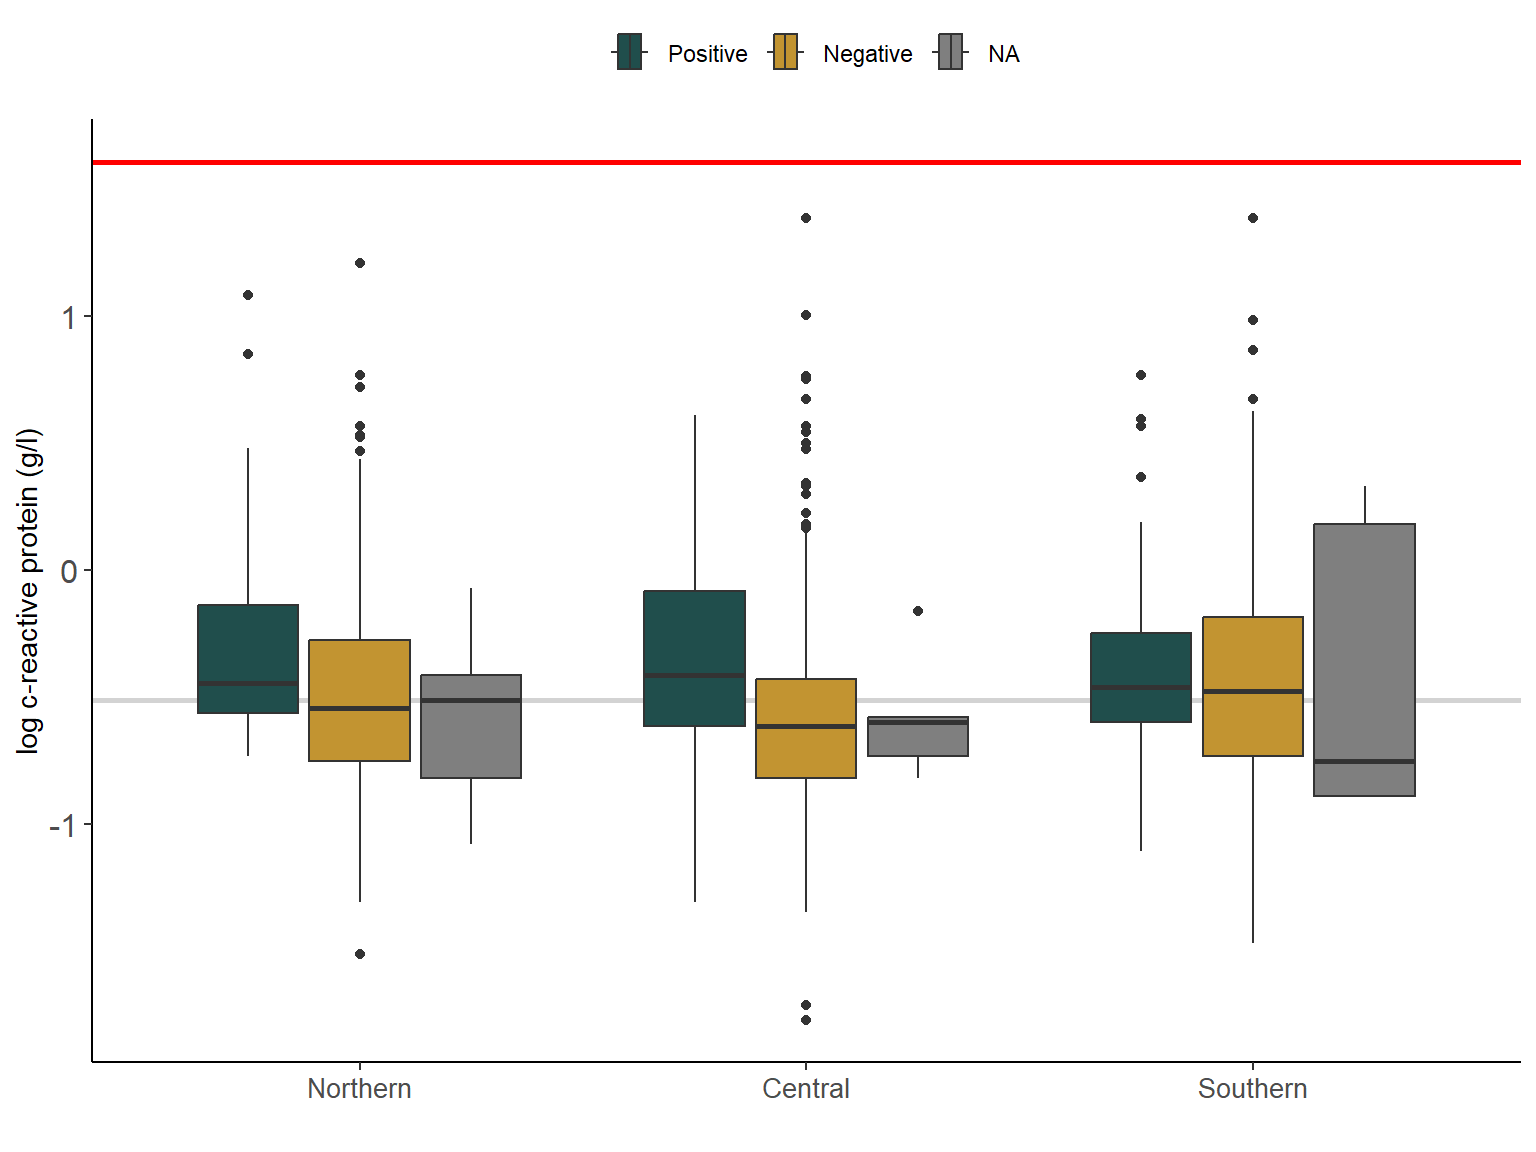 Positive Negative NA
log c-reactive protein (g/l)
1
0
-1
Northern Central Southern